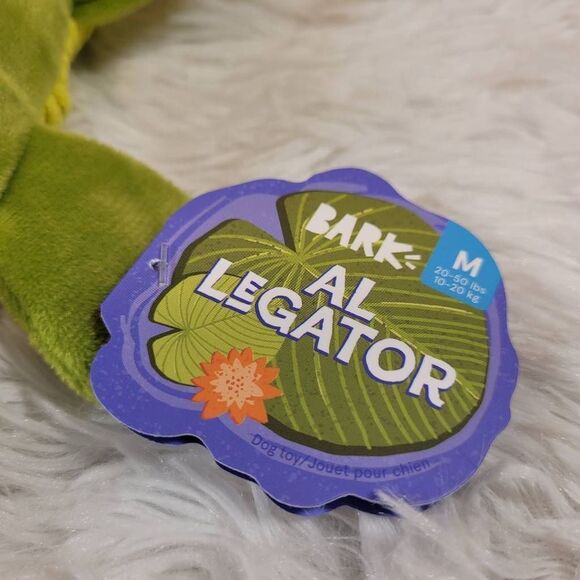 BARK
M
20-50 lbs
10-20 kg
AL
LEGATOR
Dog toy/Jouet pour chien